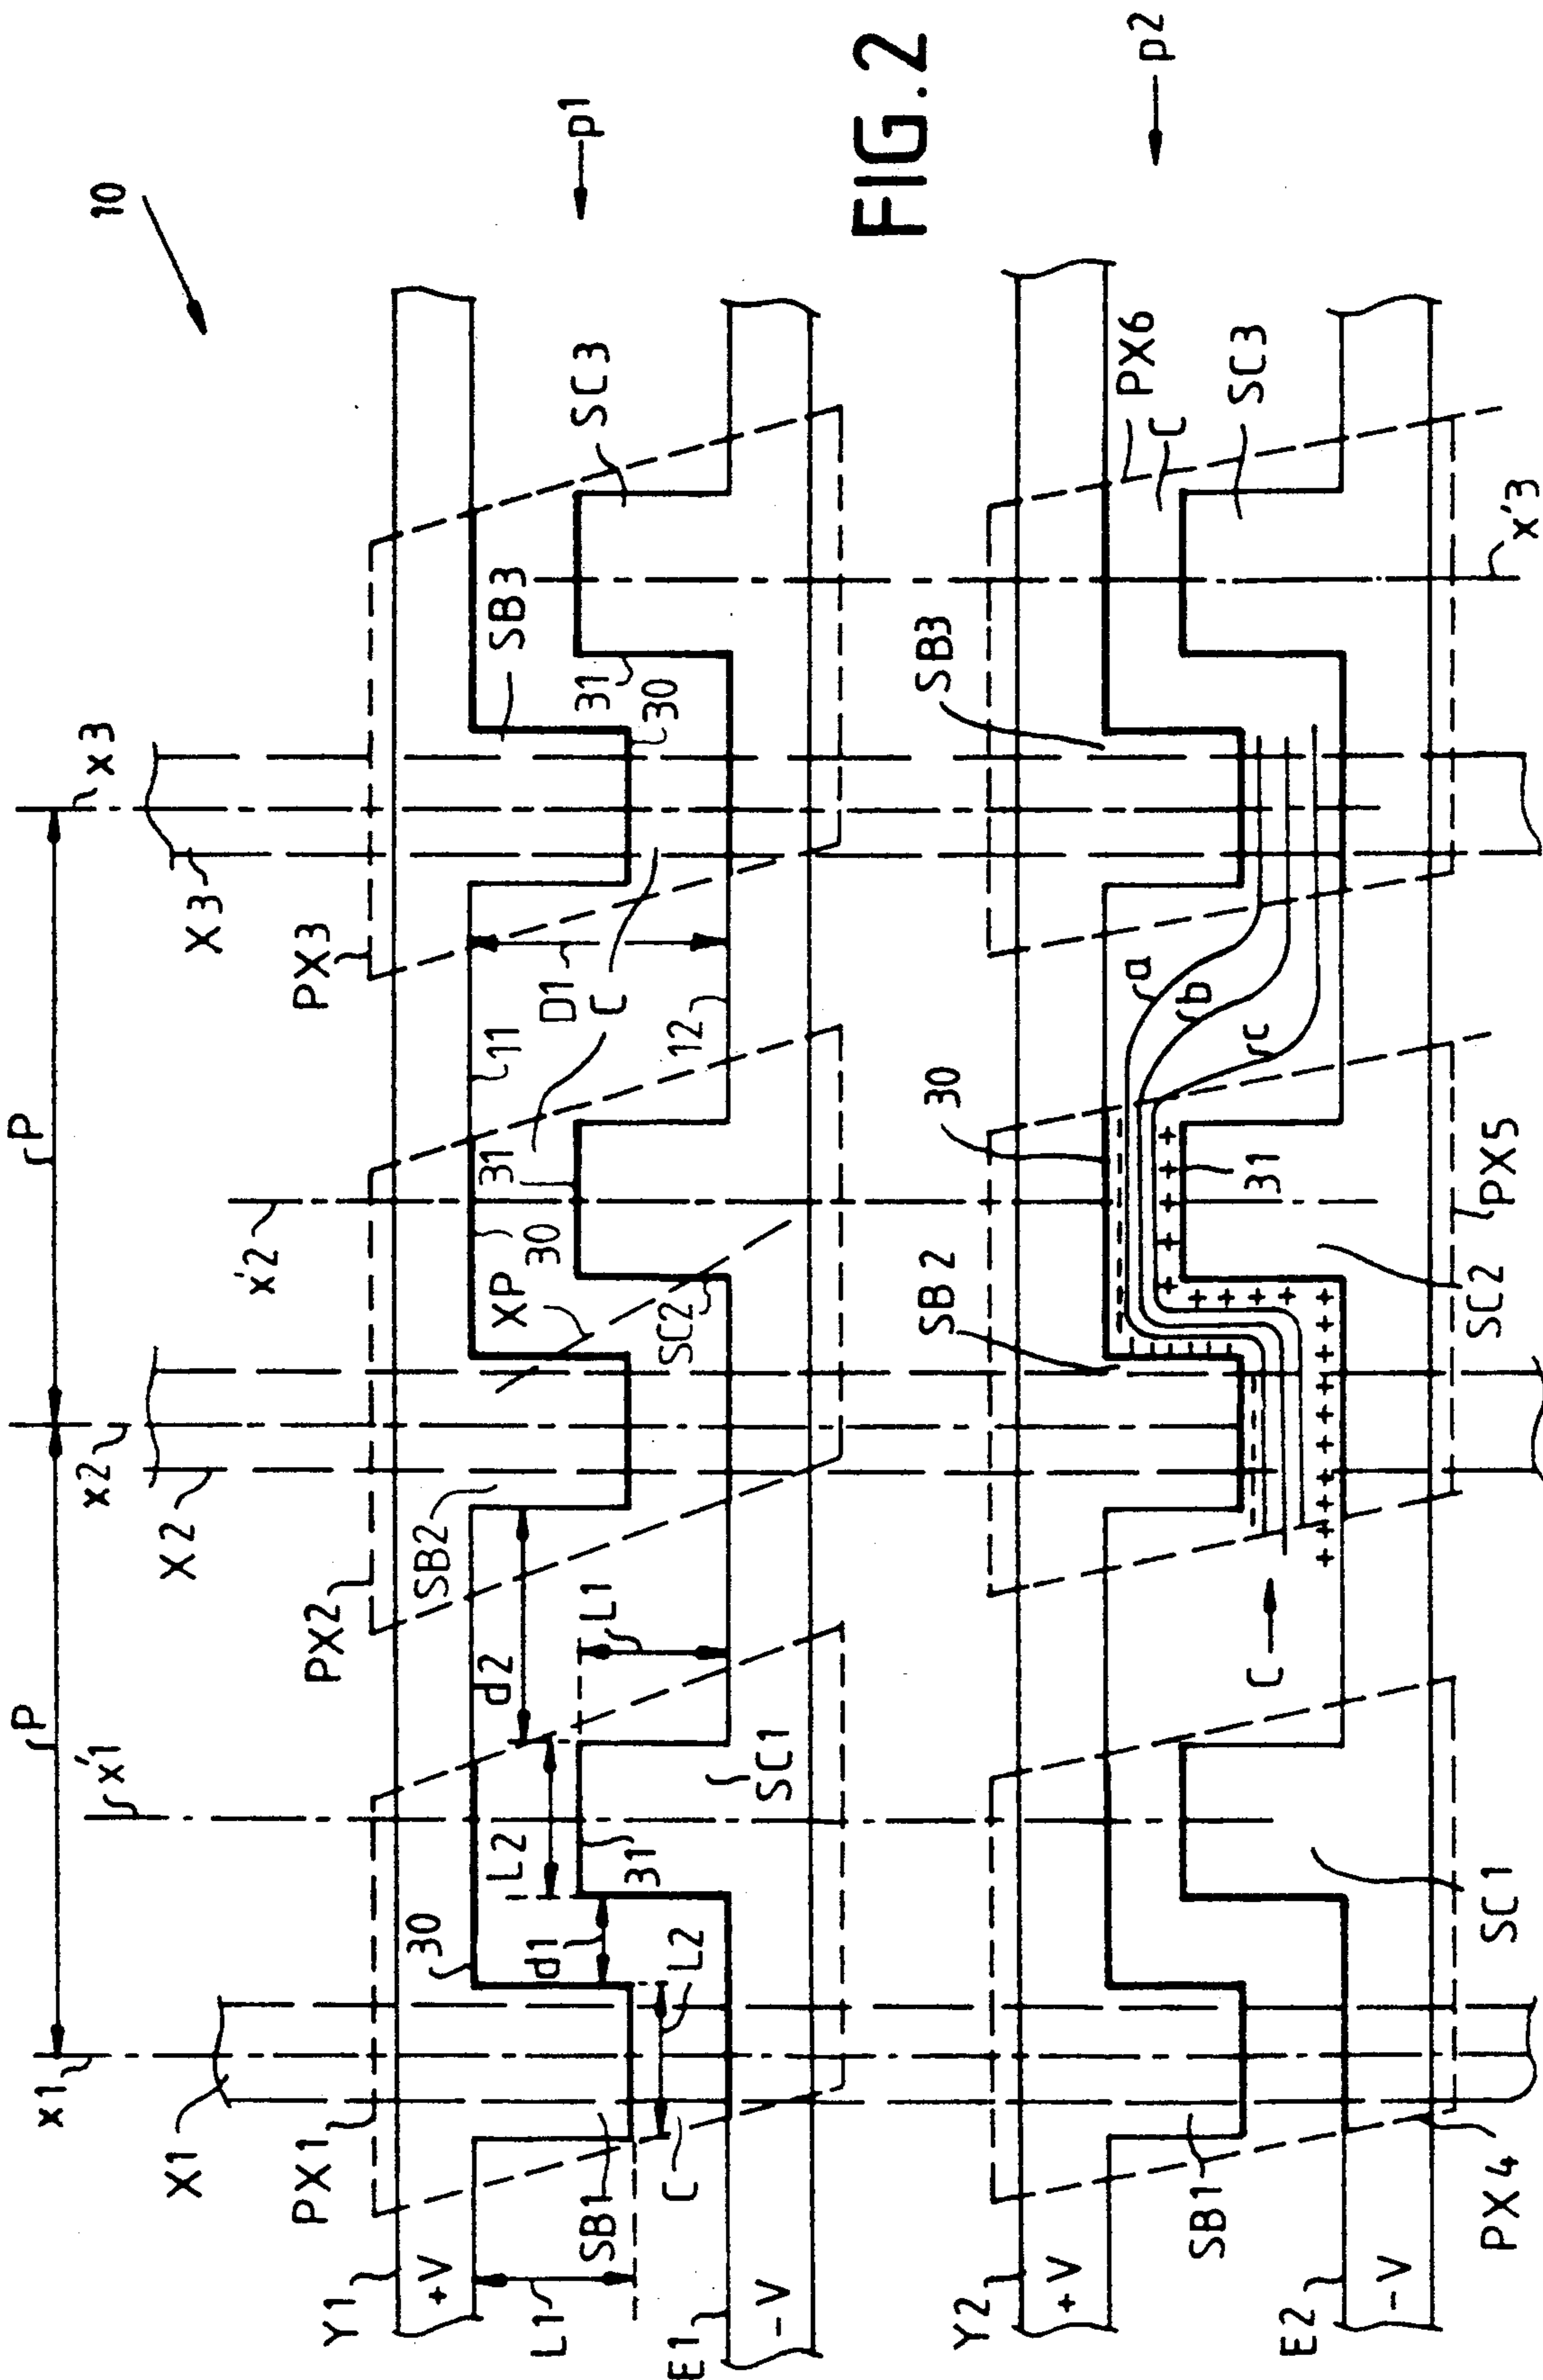 10
P
P
x1
x'1
x2
x'2
x3
X1
X2
X3
PX1
PX2
PX3
Y1
+V
30
SB2
XP
11
SB3
SC3
p1
L1
SB1
d1
L2
d2
L2
31
L1
30
31
D1
C
31
30
C
SC1
SC2
12
E1
-V
FIG.2
Y2
+V
SB2
30
a
b
c
SB3
PX6
C
SC3
p2
SB1
C
31
E2
-V
PX4
SC1
SC2
PX5
x'3